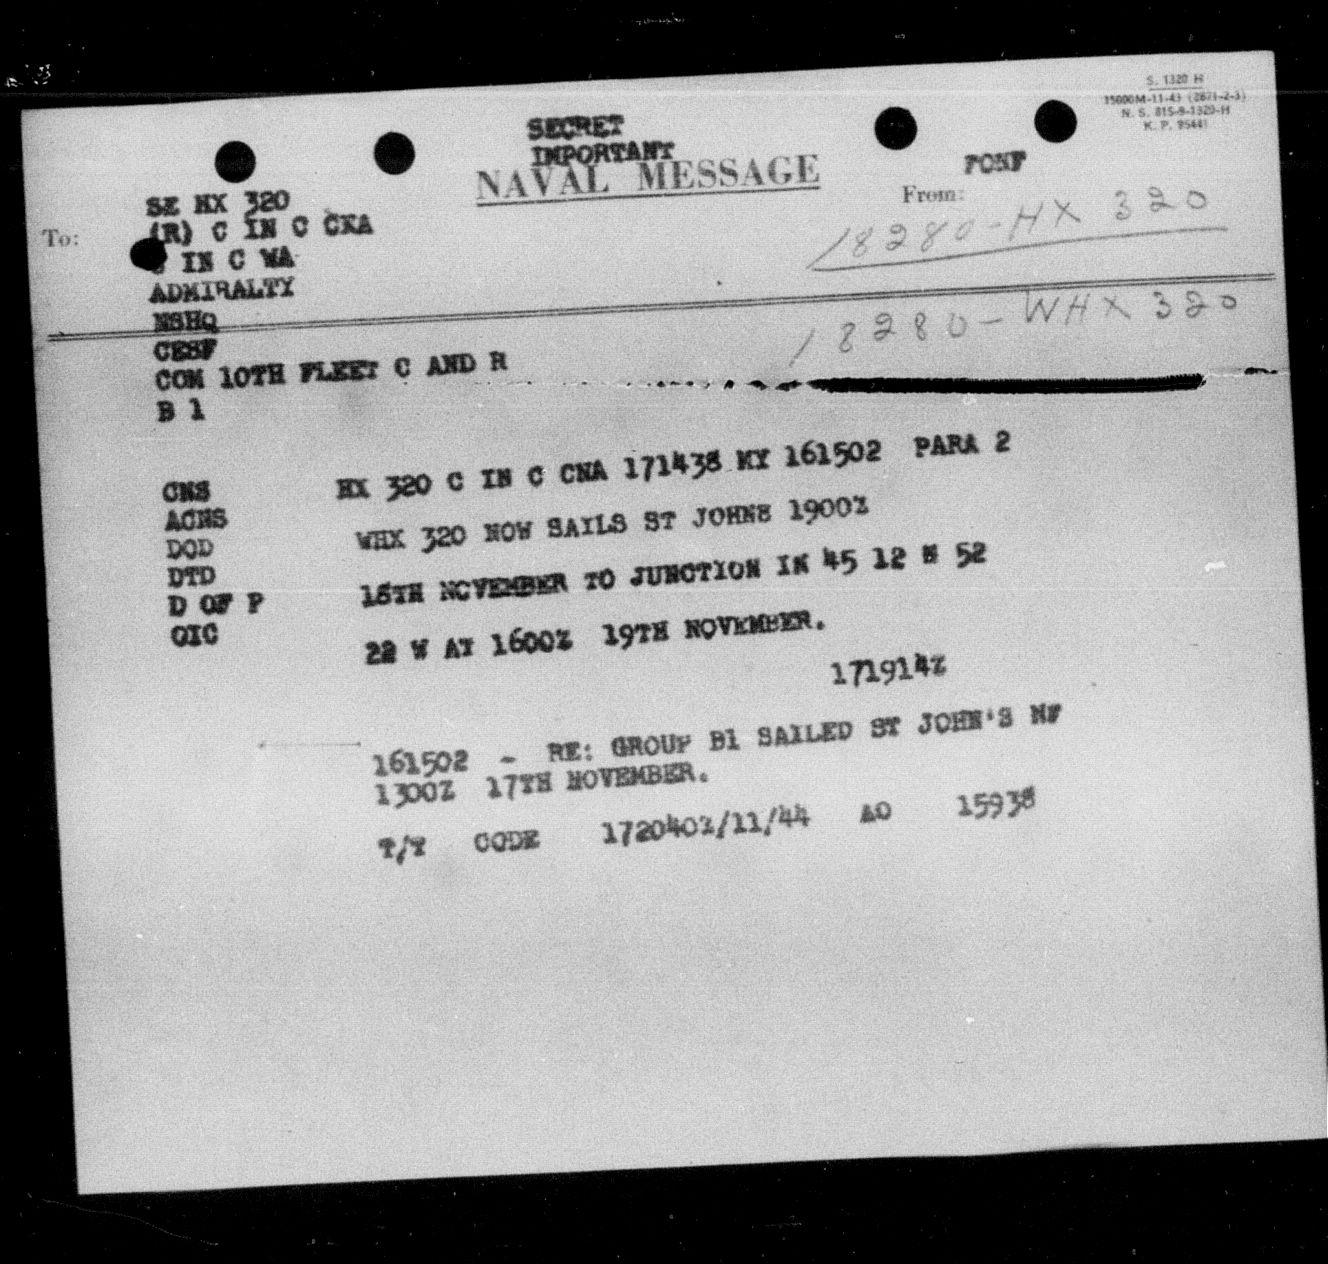 S. 1320 H
15000M-11-43 (2671-2-3)
N. S. 815-9-1320-H
K. P. 95441
SECRET
IMPORTANT
NAVAL MESSAGE
FONF
From:
SE HX 320
To: (R) C IN C CNA
18280-HX 320
C IN C WA
ADMIRALTY
NSHQ
18280-WHX 320
CESF
COM 10TH FLEET C AND R
B 1
CNS HX 320 C IN C CNA 171438 MY 161502 PARA 2
ACNS
DOD WHX 320 NOW SAILS ST JOHNS 1900Z
DTD
D OF P 18TH NOVEMBER TO JUNCTION IN 45 12 N 52
OIC
22 W AT 1600Z 19TH NOVEMBER.
171914Z
161502 - RE: GROUP B1 SAILED ST JOHN'S NF
1300Z 17TH NOVEMBER.
T/T CODE 172040Z/11/44 AO 15938